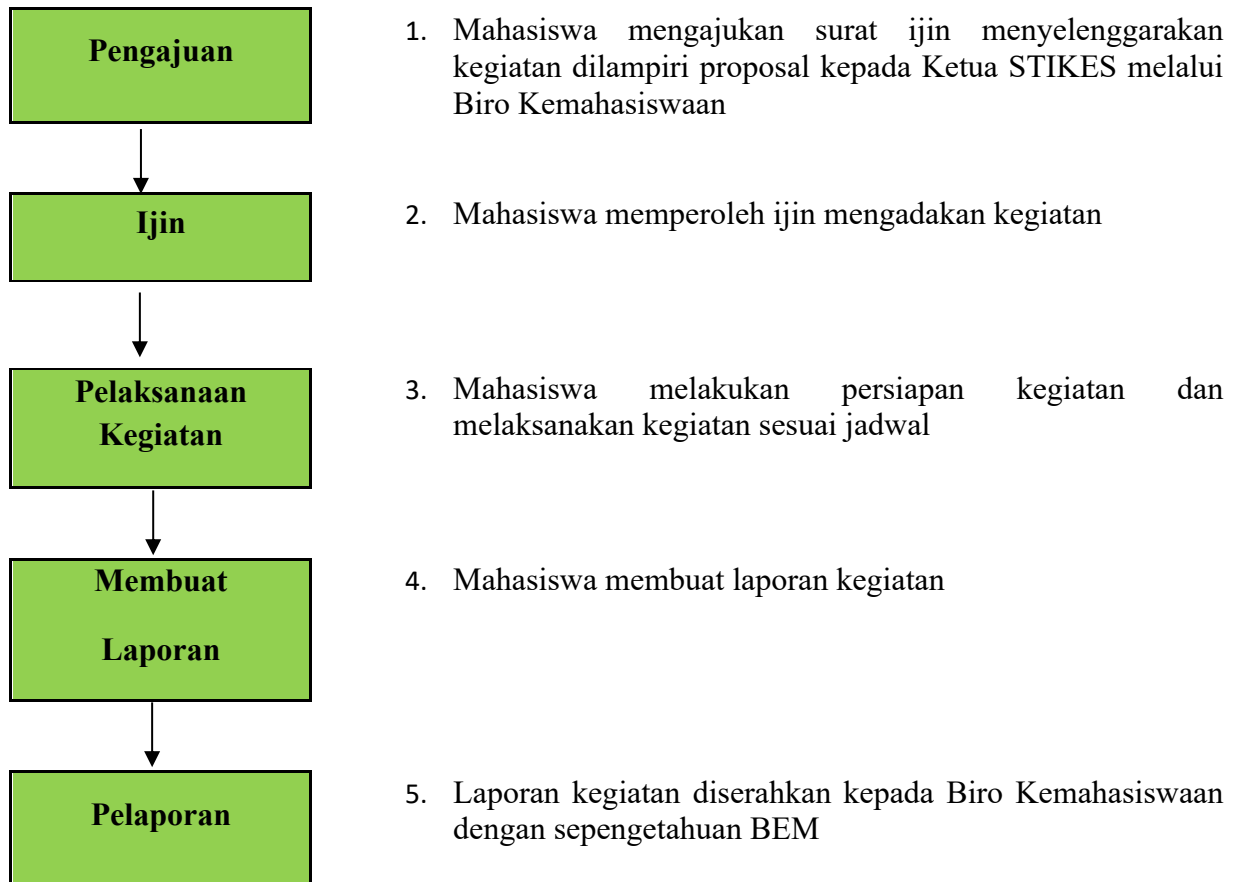 Pengajuan
1. Mahasiswa mengajukan surat ijin menyelenggarakan
kegiatan dilampiri proposal kepada Ketua STIKES melalui
Biro Kemahasiswaan
Ijin
2. Mahasiswa memperoleh ijin mengadakan kegiatan
Pelaksanaan
Kegiatan
3. Mahasiswa melakukan persiapan kegiatan dan
melaksanakan kegiatan sesuai jadwal
Membuat
Laporan
4. Mahasiswa membuat laporan kegiatan
Pelaporan
5. Laporan kegiatan diserahkan kepada Biro Kemahasiswaan
dengan sepengetahuan BEM